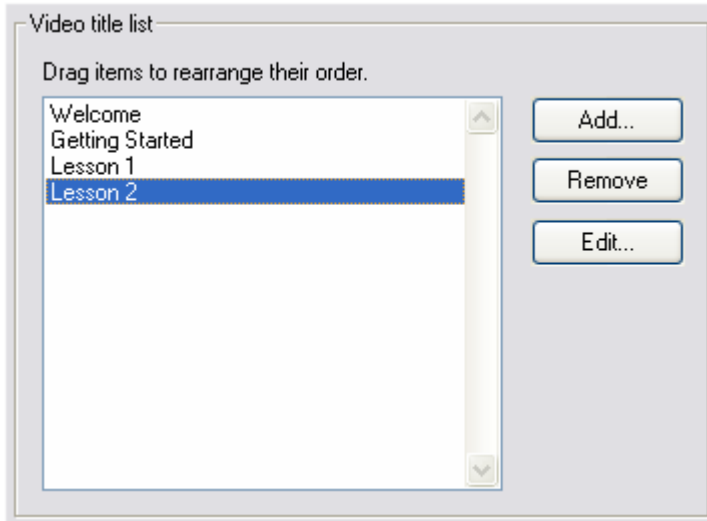 Video title list
Drag items to rearrange their order.
Welcome
Getting Started
Lesson 1
Lesson 2
Add...
Remove
Edit...